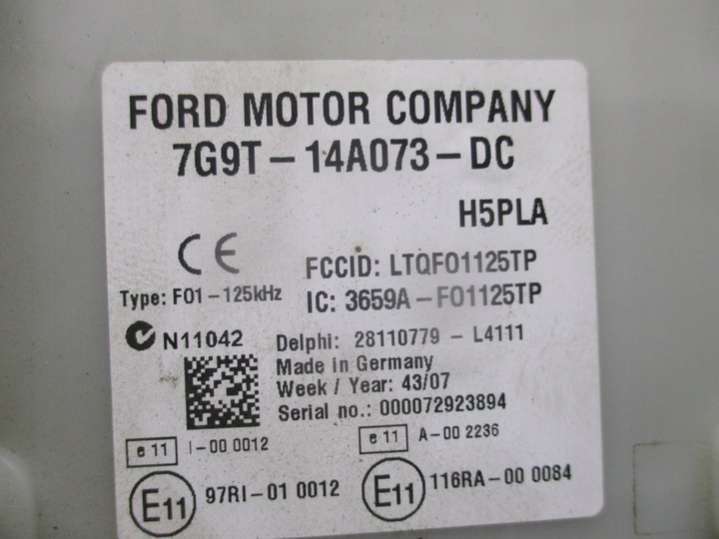 FORD MOTOR COMPANY
7G9T-14A073-DC
H5PLA
CE
FCCID: LTQF01125TP
Type: F01-125kHz
IC: 3659A-F01125TP
N11042
Delphi: 28110779 - L4111
Made in Germany
Week / Year: 43/07
Serial no.: 000072923894
e 11 I-00 0012
e 11 A-00 2236
E11 97RI-01 0012
E11 116RA-00 0084